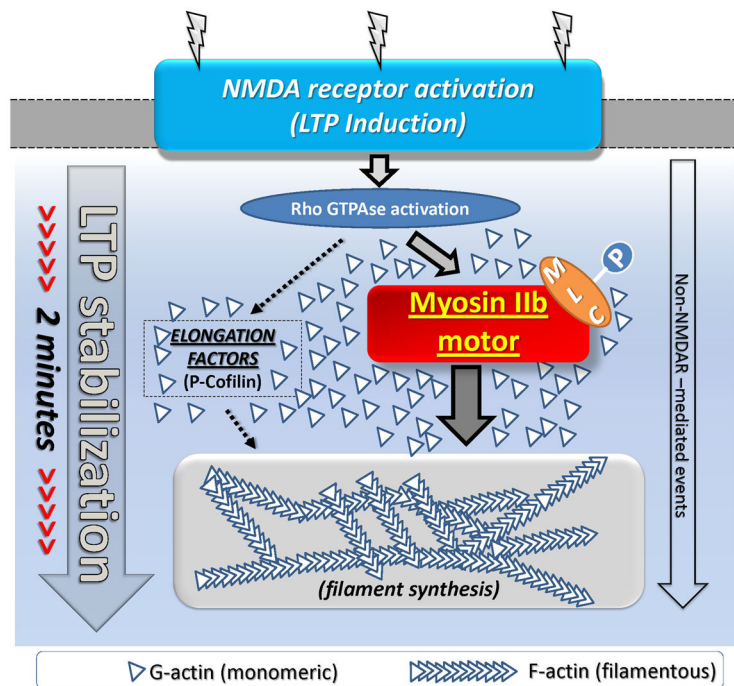 NMDA receptor activation
(LTP Induction)
Rho GTPAse activation
M
L
C
P
Myosin IIb
motor
ELONGATION
FACTORS
(P-Cofilin)
LTP stabilization
>>>>> 2 minutes >>>>>
Non-NMDAR –mediated events
(filament synthesis)
G-actin (monomeric)
F-actin (filamentous)